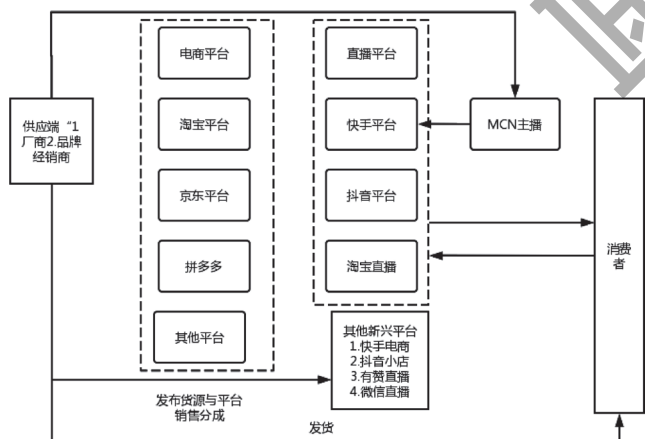 电商平台
直播平台
供应端“1
厂商2.品牌
经销商
淘宝平台
快手平台
MCN主播
京东平台
抖音平台
拼多多
淘宝直播
消费
者
其他平台
其他新兴平台
1.快手电商
2.抖音小店
3.有赞直播
4.微信直播
发布货源与平台
销售分成
发货